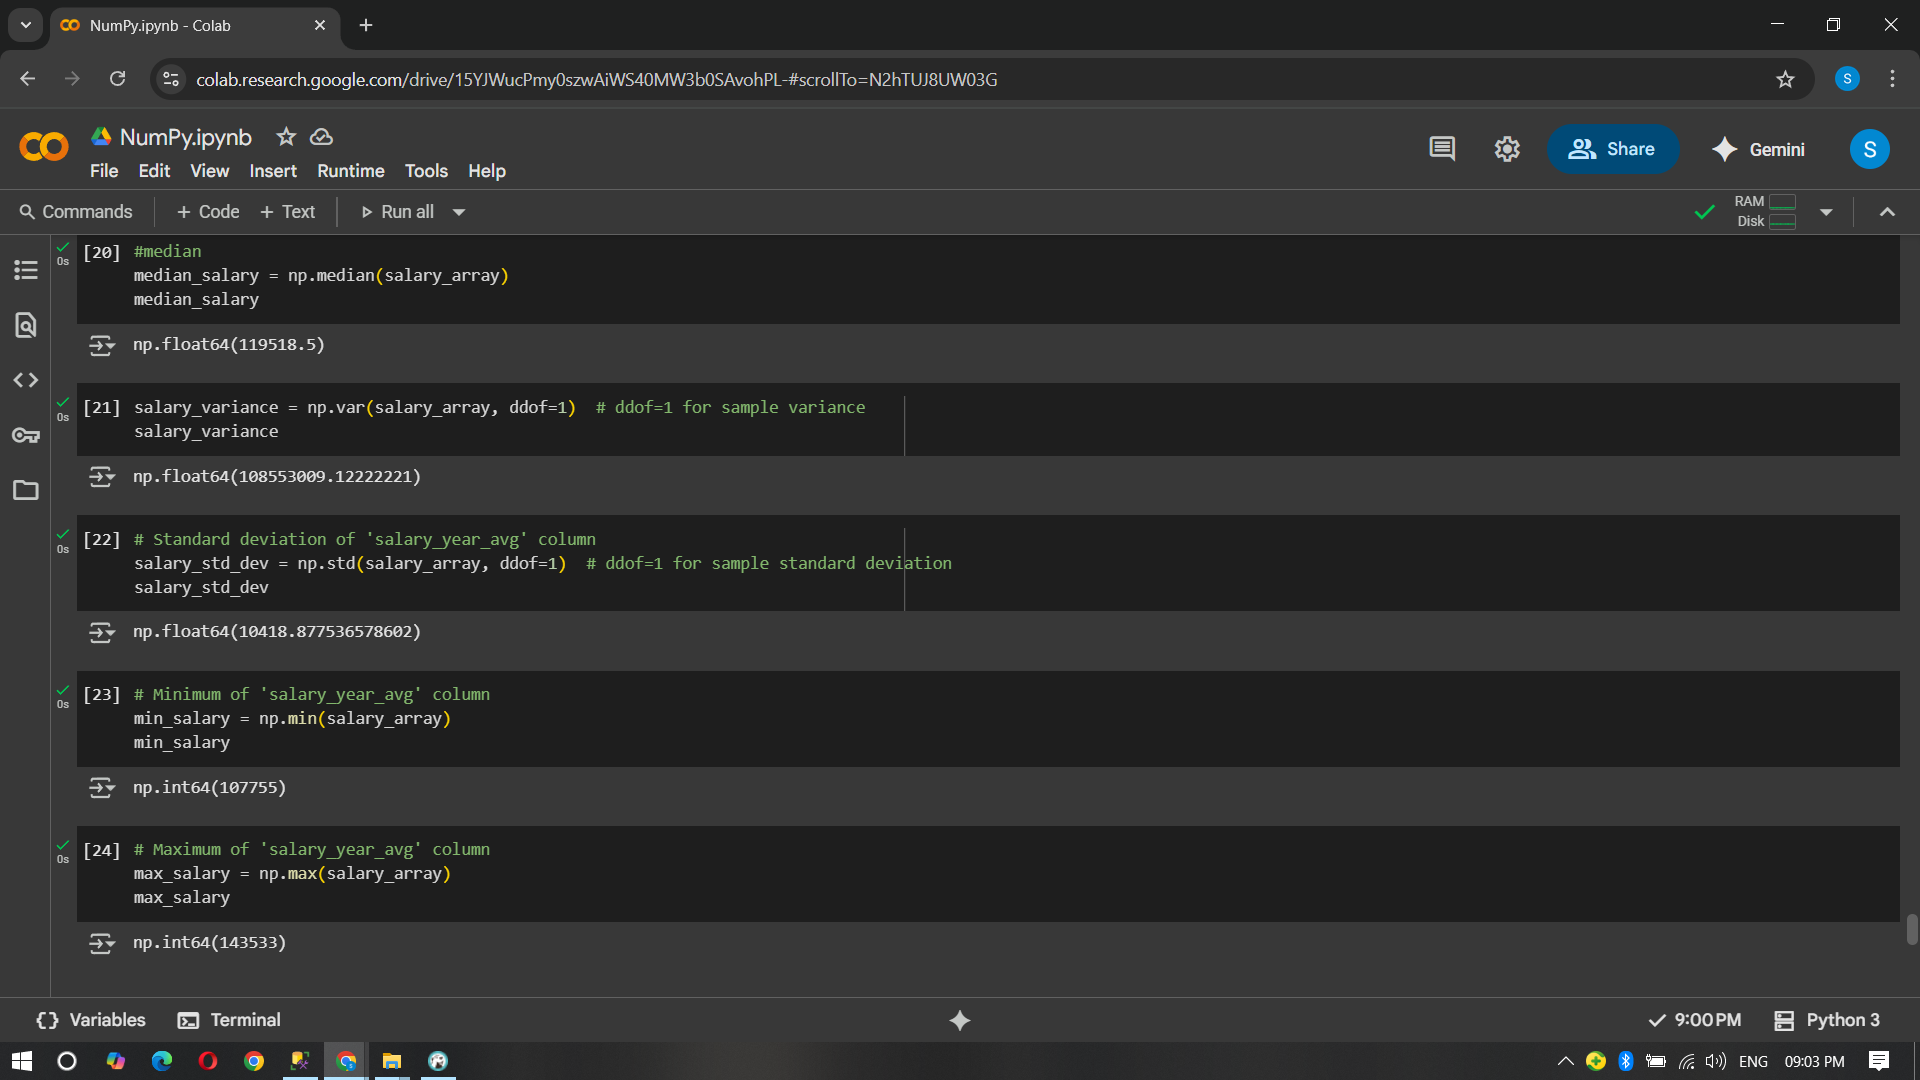 NumPy.ipynb - Colab
colab.research.google.com/drive/15YJWucPmy0szwAiWS40MW3b0SAvohPL-#scrollTo=N2hTUJ8UW03G
S
NumPy.ipynb
File Edit View Insert Runtime Tools Help
Share
Gemini
S
Commands + Code + Text Run all
RAM
Disk
0s
[20] #median
median_salary = np.median(salary_array)
median_salary
np.float64(119518.5)
0s
[21] salary_variance = np.var(salary_array, ddof=1)  # ddof=1 for sample variance
salary_variance
np.float64(108553009.12222221)
0s
[22] # Standard deviation of 'salary_year_avg' column
salary_std_dev = np.std(salary_array, ddof=1)  # ddof=1 for sample standard deviation
salary_std_dev
np.float64(10418.877536578602)
0s
[23] # Minimum of 'salary_year_avg' column
min_salary = np.min(salary_array)
min_salary
np.int64(107755)
0s
[24] # Maximum of 'salary_year_avg' column
max_salary = np.max(salary_array)
max_salary
np.int64(143533)
Variables Terminal
9:00 PM Python 3
ENG 09:03 PM